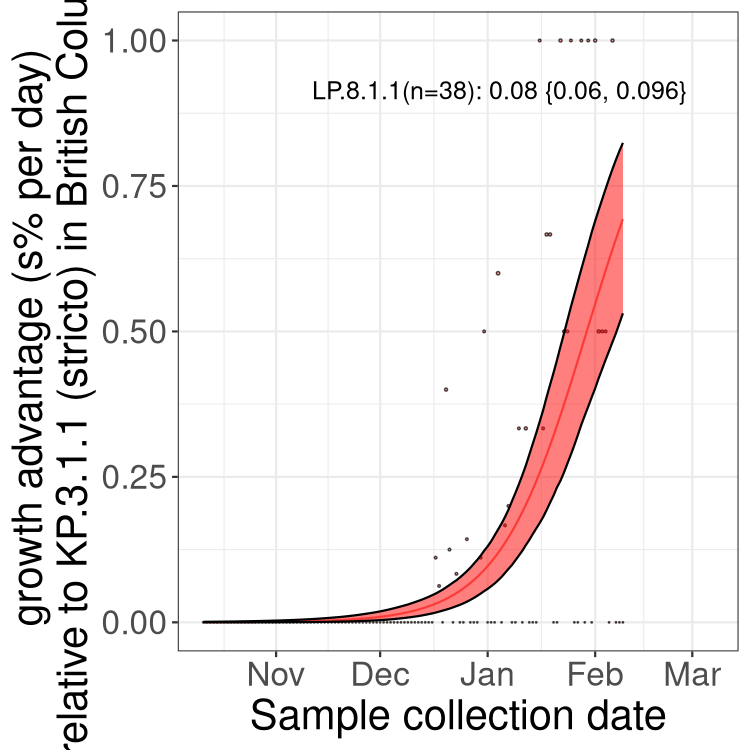 growth advantage (s% per day)
relative to KP.3.1.1 (stricto) in British Colu
1.00
0.75
0.50
0.25
0.00
LP.8.1.1(n=38): 0.08 {0.06, 0.096}
Nov Dec Jan Feb Mar
Sample collection date